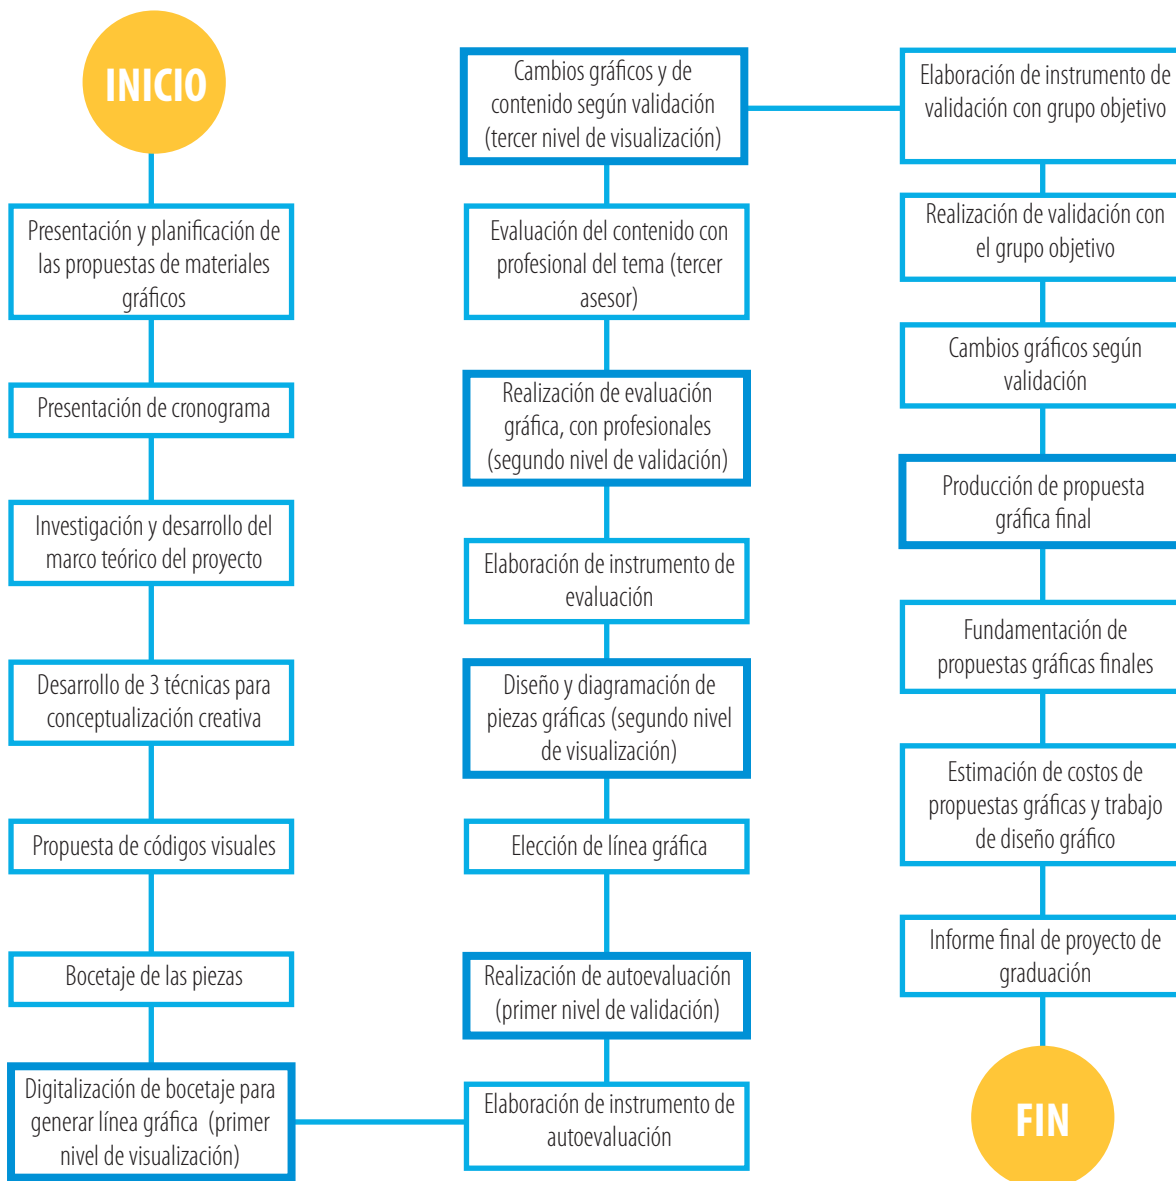 INICIO
Presentación y planificación de
las propuestas de materiales
gráficos
Presentación de cronograma
Investigación y desarrollo del
marco teórico del proyecto
Desarrollo de 3 técnicas para
conceptualización creativa
Propuesta de códigos visuales
Bocetaje de las piezas
Digitalización de bocetaje para
generar línea gráfica (primer
nivel de visualización)
Elaboración de instrumento de
autoevaluación
Realización de autoevaluación
(primer nivel de validación)
Elección de línea gráfica
Diseño y diagramación de
piezas gráficas (segundo nivel
de visualización)
Elaboración de instrumento de
evaluación
Realización de evaluación
gráfica, con profesionales
(segundo nivel de validación)
Evaluación del contenido con
profesional del tema (tercer
asesor)
Cambios gráficos y de
contenido según validación
(tercer nivel de visualización)
Elaboración de instrumento de
validación con grupo objetivo
Realización de validación con
el grupo objetivo
Cambios gráficos según
validación
Producción de propuesta
gráfica final
Fundamentación de
propuestas gráficas finales
Estimación de costos de
propuestas gráficas y trabajo
de diseño gráfico
Informe final de proyecto de
graduación
FIN